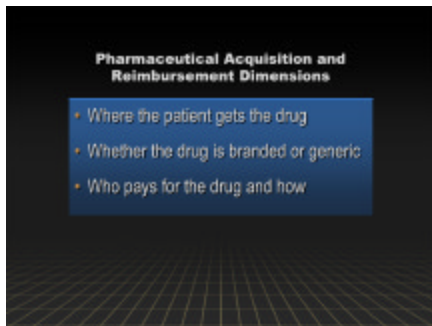 Pharmaceutical Acquisition and
Reimbursement Dimensions
• Where the patient gets the drug
• Whether the drug is branded or generic
• Who pays for the drug and how